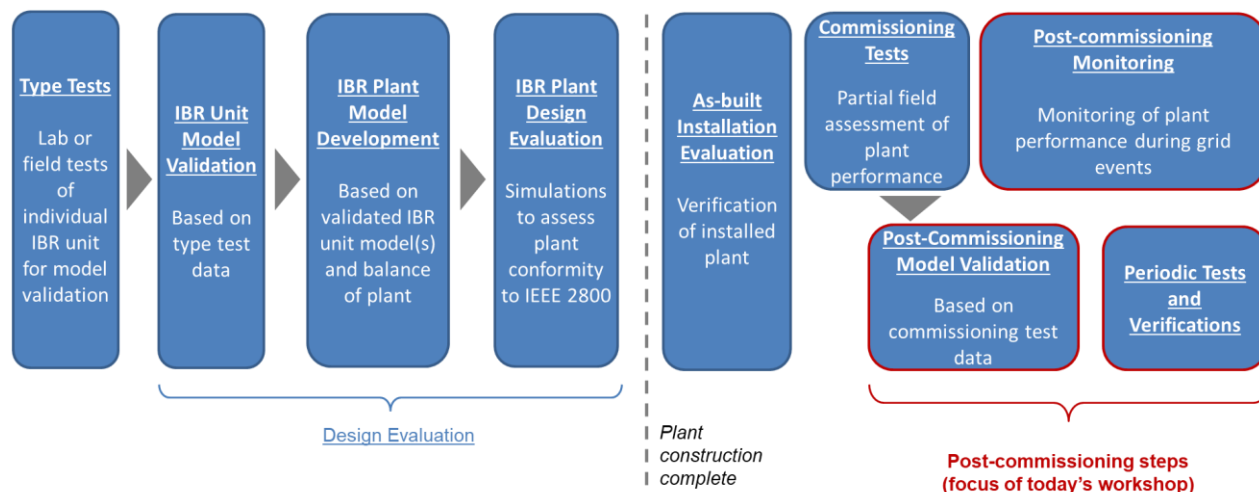 Type Tests
Lab or
field tests
of
individual
IBR unit
for model
validation
IBR Unit
Model
Validation
Based on
type test
data
IBR Plant
Model
Development
Based on
validated IBR
unit model(s)
and balance
of plant
IBR Plant
Design
Evaluation
Simulations
to assess
plant
conformity
to IEEE 2800
Design Evaluation
As-built
Installation
Evaluation
Verification
of installed
plant
Plant
construction
complete
Commissioning
Tests
Partial field
assessment of
plant
performance
Post-commissioning
Monitoring
Monitoring of plant
performance during grid
events
Post-Commissioning
Model Validation
Based on
commissioning test
data
Periodic Tests
and
Verifications
Post-commissioning steps
(focus of today's workshop)